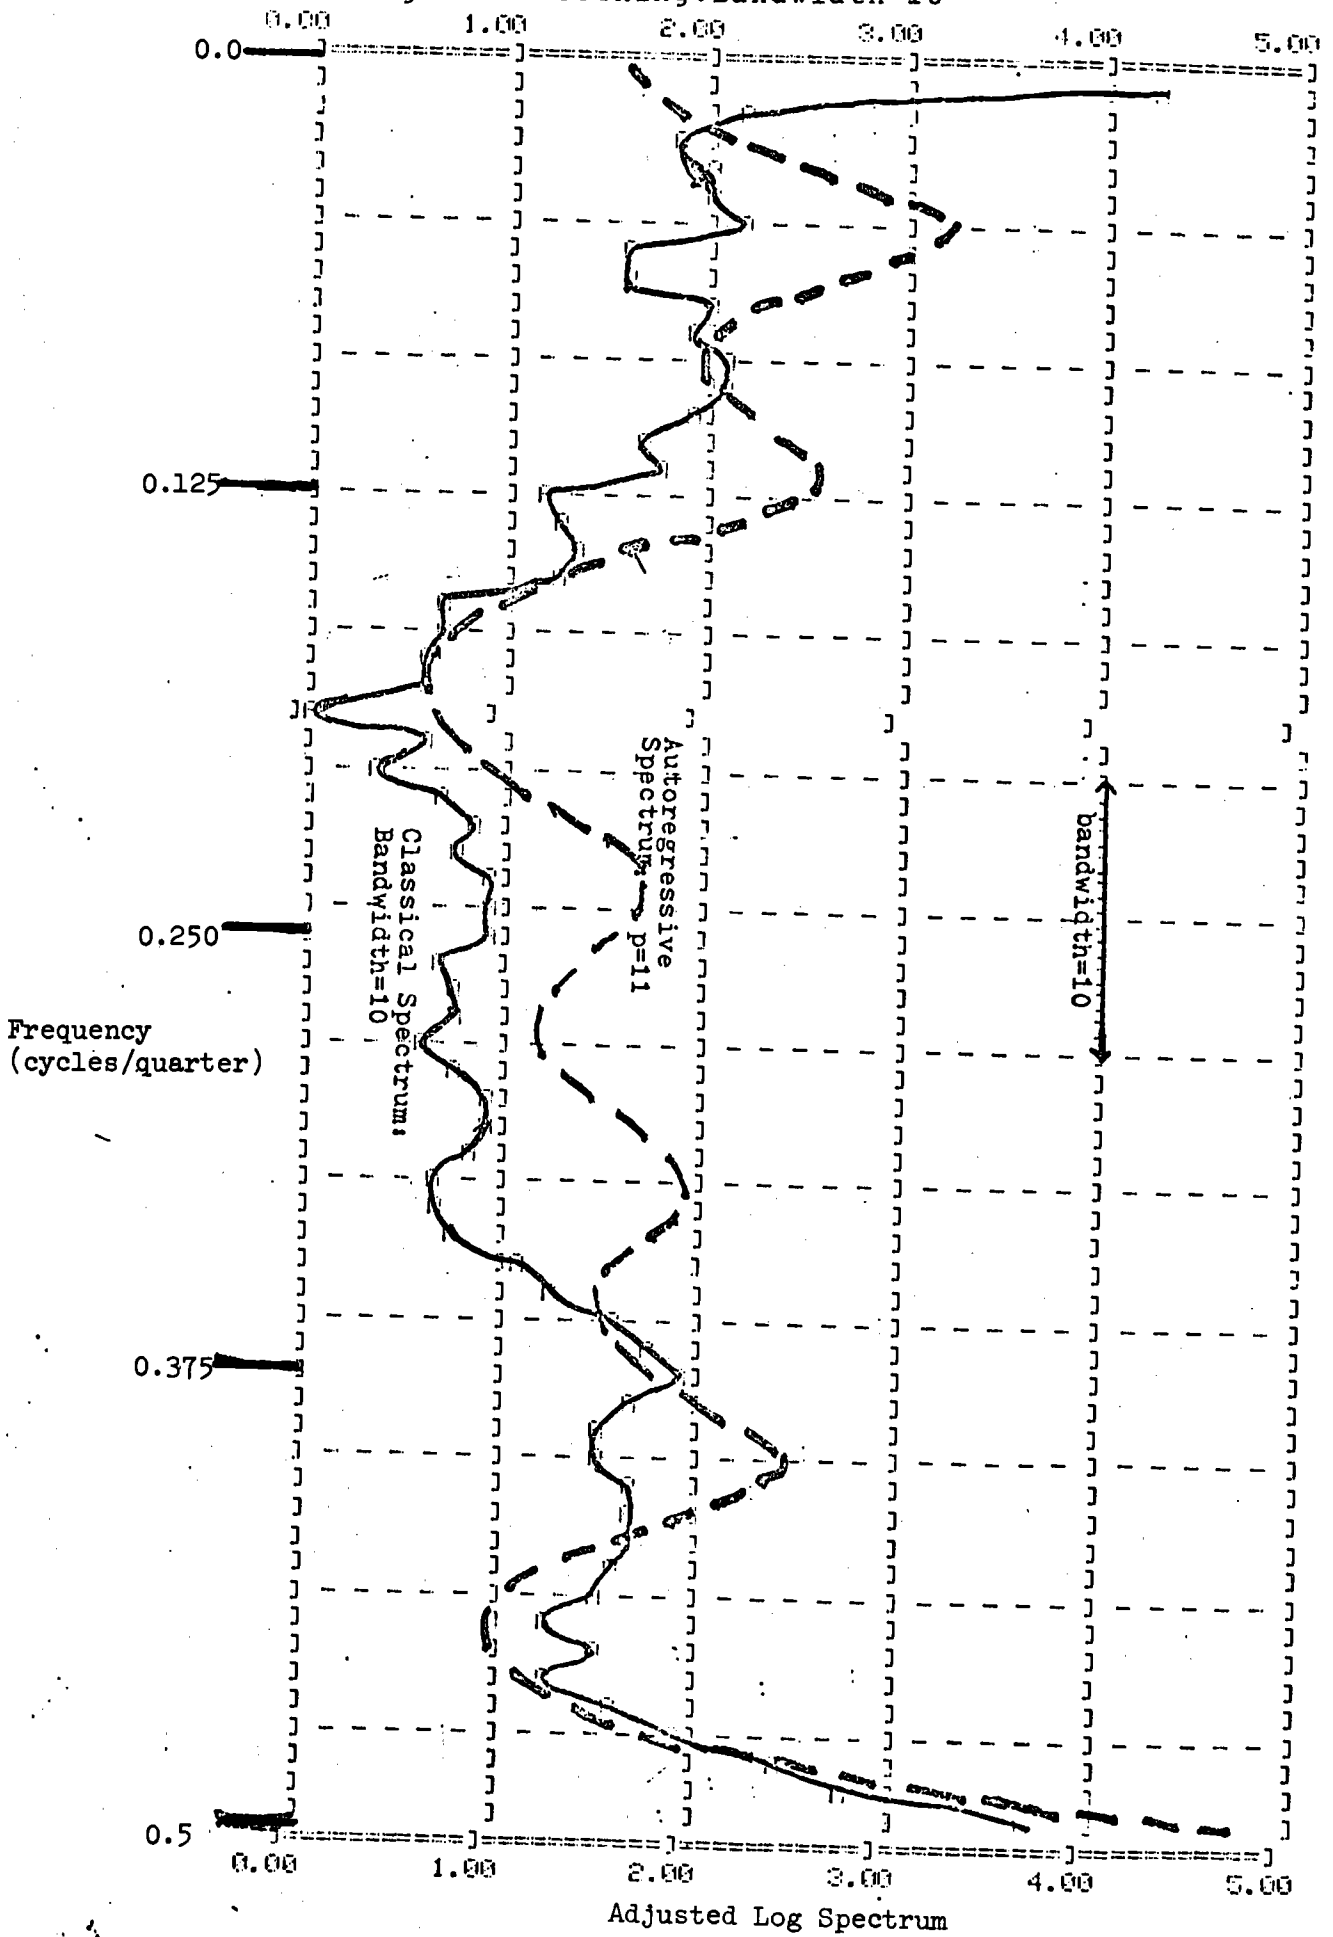 Bandwidth 10
0.00 1.00 2.00 3.00 4.00 5.00
0.0
0.125
Autoregressive
Spectrum p=11
bandwidth=10
Classical Spectrum:
Bandwidth=10
0.250
Frequency
(cycles/quarter)
0.375
0.5
0.00 1.00 2.00 3.00 4.00 5.00
Adjusted Log Spectrum